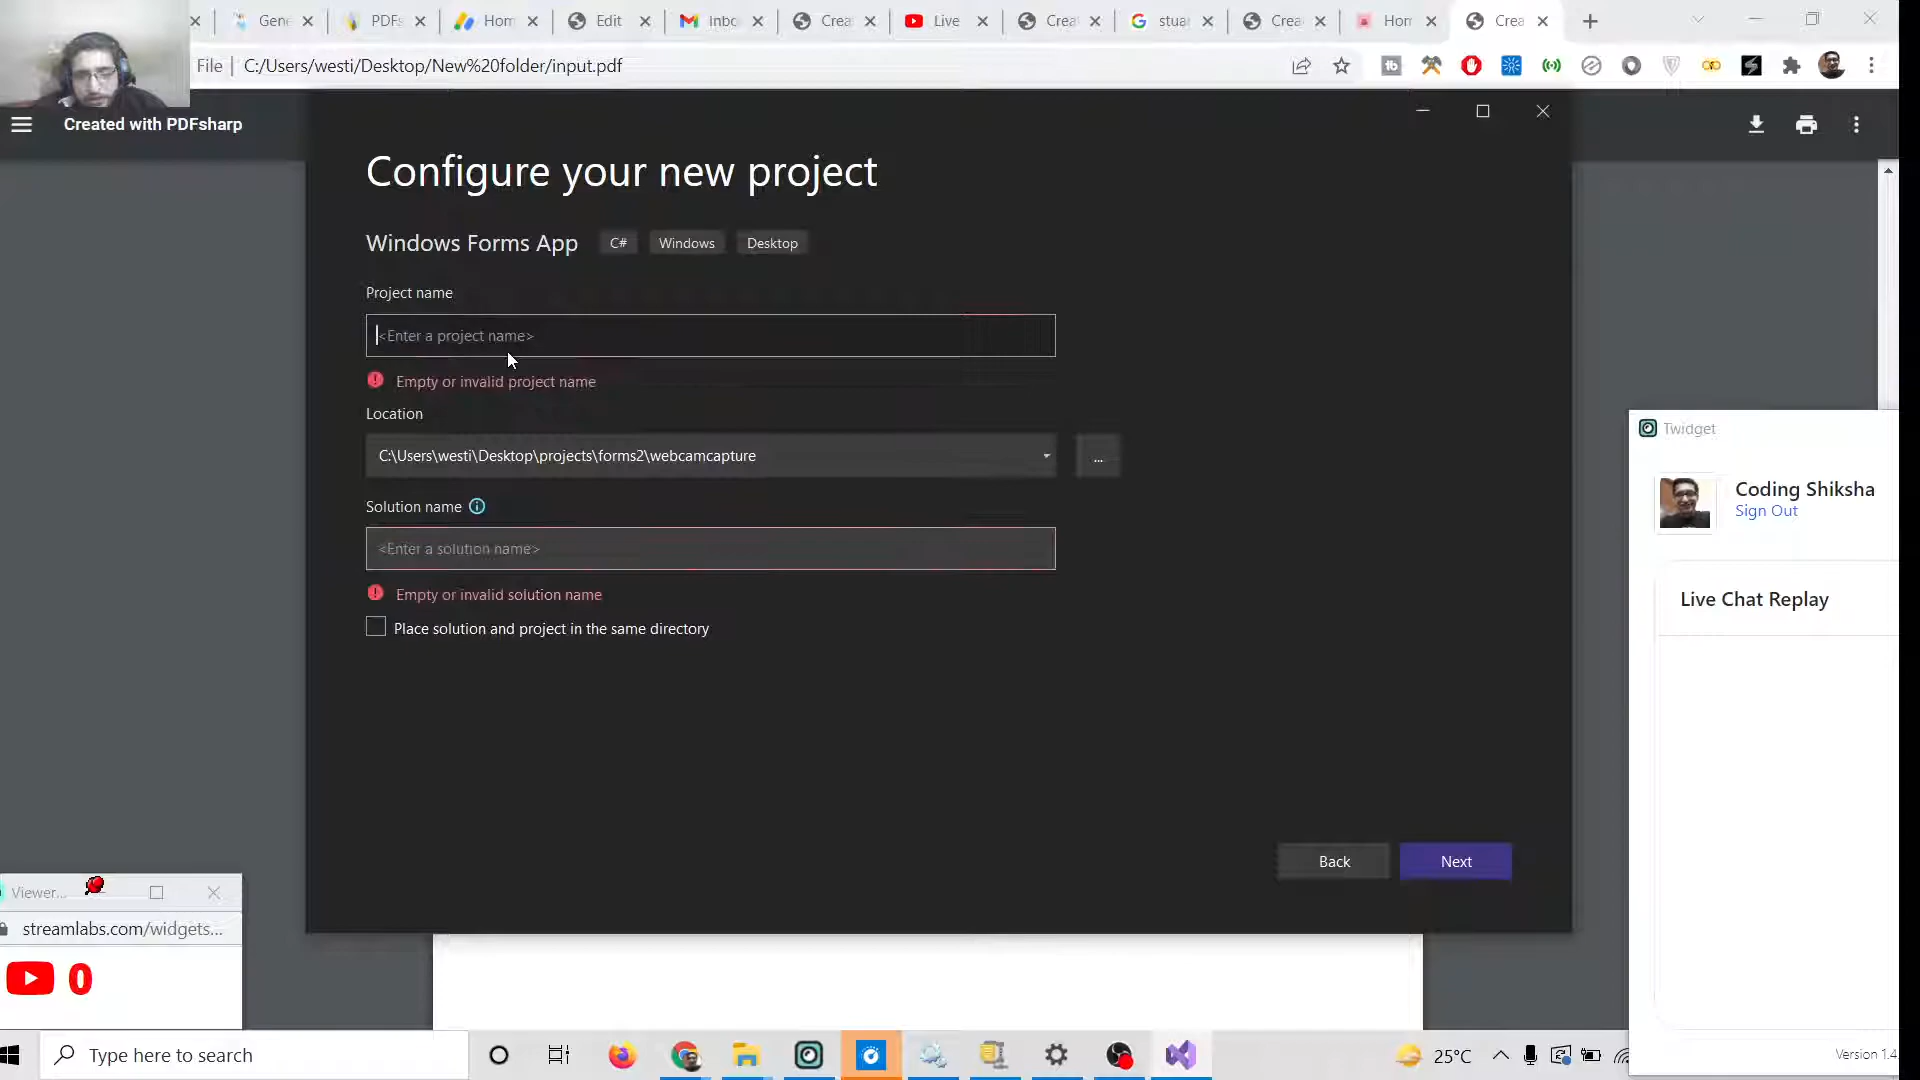 Gene
PDFs
Hom
Edit
Inbo
Crea
Live
Crea
stuar
Crea
Hom
Crea
File
C:/Users/westi/Desktop/New%20folder/input.pdf
Created with PDFsharp
Configure your new project
Windows Forms App
C#
Windows
Desktop
Project name
<Enter a project name>
Empty or invalid project name
Location
C:\Users\westi\Desktop\projects\forms2\webcamcapture
...
Solution name
<Enter a solution name>
Empty or invalid solution name
Place solution and project in the same directory
Back
Next
Twidget
Coding Shiksha
Sign Out
Live Chat Replay
Version 1.4
Viewer...
streamlabs.com/widgets...
0
Type here to search
25°C